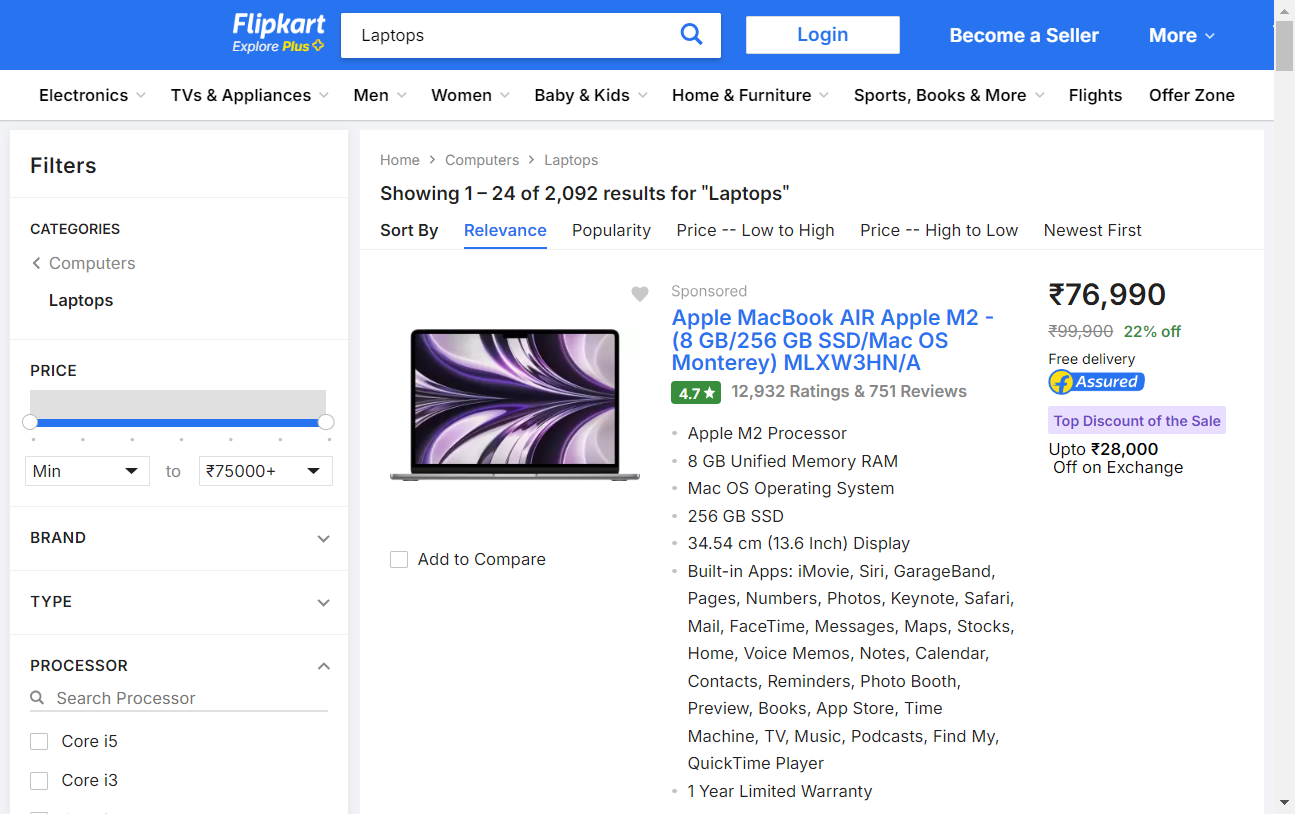 Flipkart
Explore Plus
Laptops
Login
Become a Seller
More
Electronics
TVs & Appliances
Men
Women
Baby & Kids
Home & Furniture
Sports, Books & More
Flights
Offer Zone
Filters
CATEGORIES
Computers
Laptops
PRICE
Min
to
₹75000+
BRAND
TYPE
PROCESSOR
Search Processor
Core i5
Core i3
Home
Computers
Laptops
Showing 1 – 24 of 2,092 results for "Laptops"
Sort By
Relevance
Popularity
Price -- Low to High
Price -- High to Low
Newest First
Add to Compare
Sponsored
Apple MacBook AIR Apple M2 -
(8 GB/256 GB SSD/Mac OS
Monterey) MLXW3HN/A
4.7
12,932 Ratings & 751 Reviews
Apple M2 Processor
8 GB Unified Memory RAM
Mac OS Operating System
256 GB SSD
34.54 cm (13.6 Inch) Display
Built-in Apps: iMovie, Siri, GarageBand,
Pages, Numbers, Photos, Keynote, Safari,
Mail, FaceTime, Messages, Maps, Stocks,
Home, Voice Memos, Notes, Calendar,
Contacts, Reminders, Photo Booth,
Preview, Books, App Store, Time
Machine, TV, Music, Podcasts, Find My,
QuickTime Player
1 Year Limited Warranty
₹76,990
₹99,900 22% off
Free delivery
Assured
Top Discount of the Sale
Upto ₹28,000
Off on Exchange